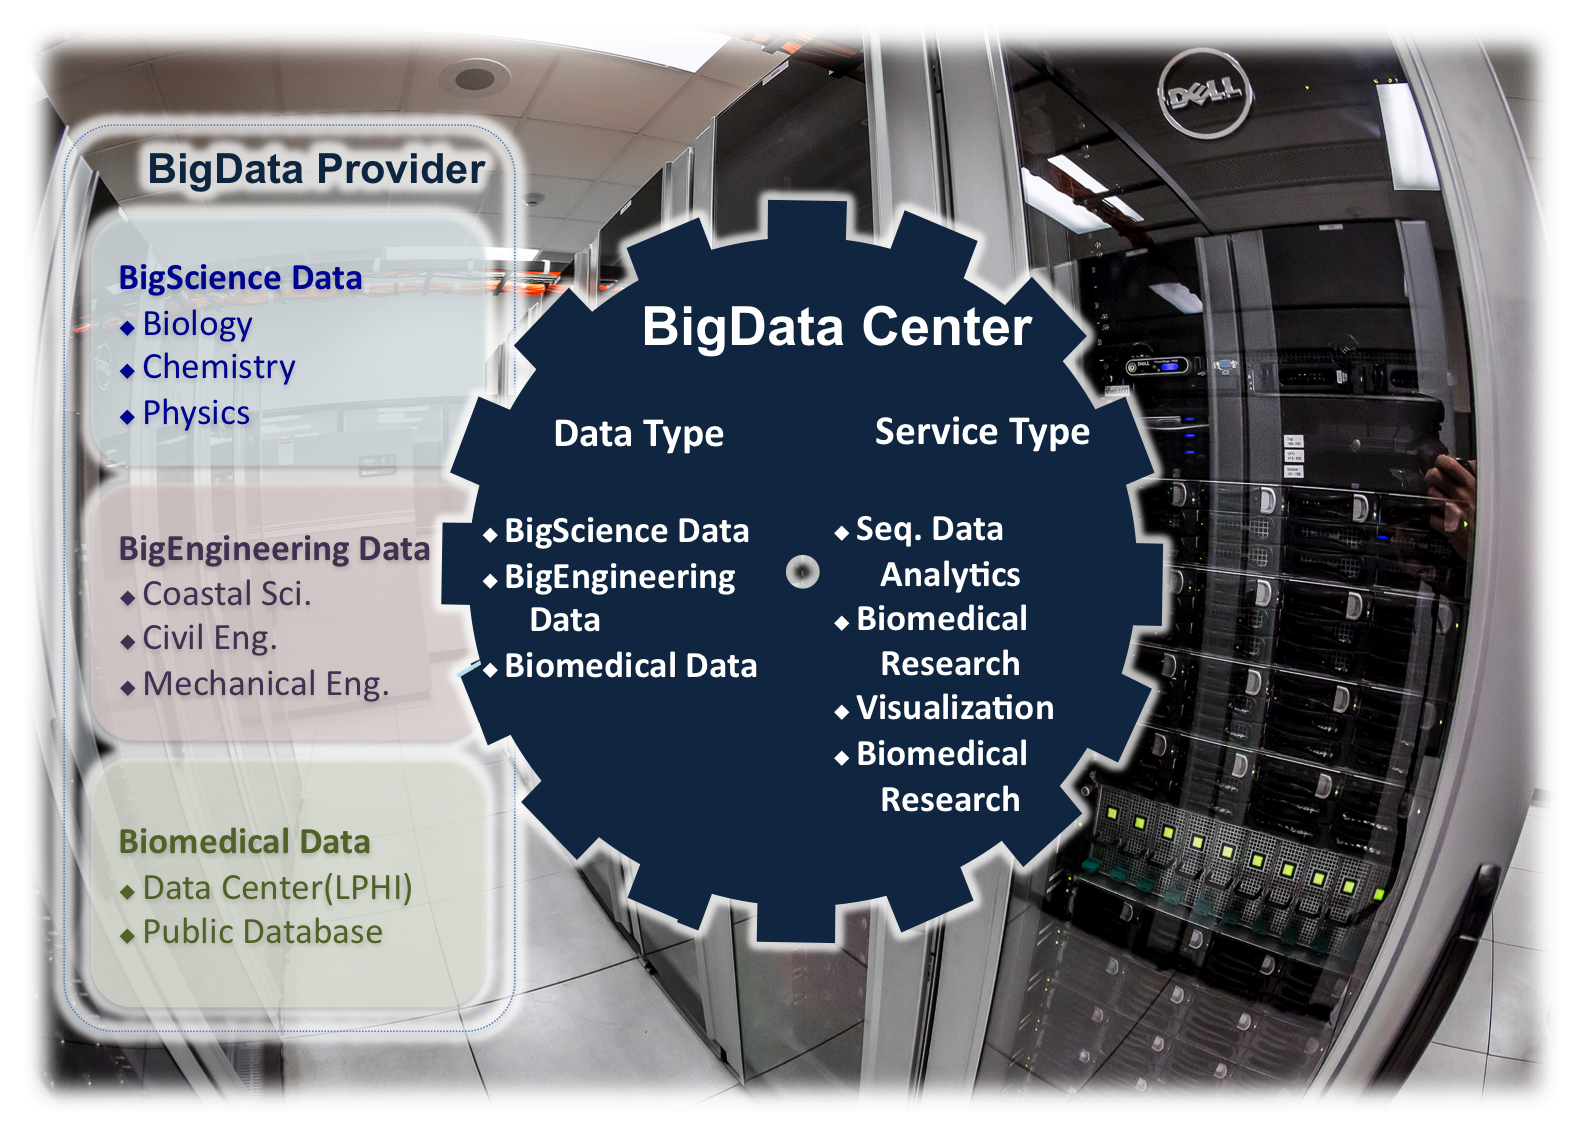 DELL
BigData Provider
BigScience Data
◆ Biology
◆ Chemistry
◆ Physics
BigEngineering Data
◆ Coastal Sci.
◆ Civil Eng.
◆ Mechanical Eng.
Biomedical Data
◆ Data Center(LPHI)
◆ Public Database
BigData Center
Data Type
◆ BigScience Data
◆ BigEngineering
Data
◆ Biomedical Data
Service Type
◆ Seq. Data
Analytics
◆ Biomedical
Research
◆ Visualization
◆ Biomedical
Research
DELL